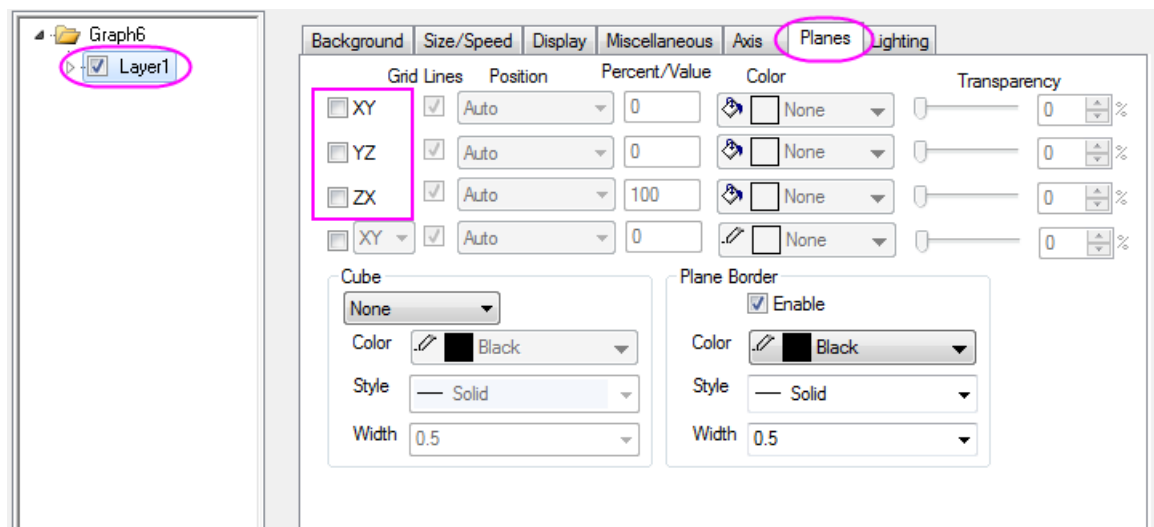 Graph6
Layer1
Background Size/Speed Display Miscellaneous Axis Planes Lighting
Grid Lines Position Percent/Value Color Transparency
XY Auto 0 None 0 %
YZ Auto 0 None 0 %
ZX Auto 100 None 0 %
XY Auto 0 None 0 %
Cube
None
Color Black
Style Solid
Width 0.5
Plane Border
Enable
Color Black
Style Solid
Width 0.5